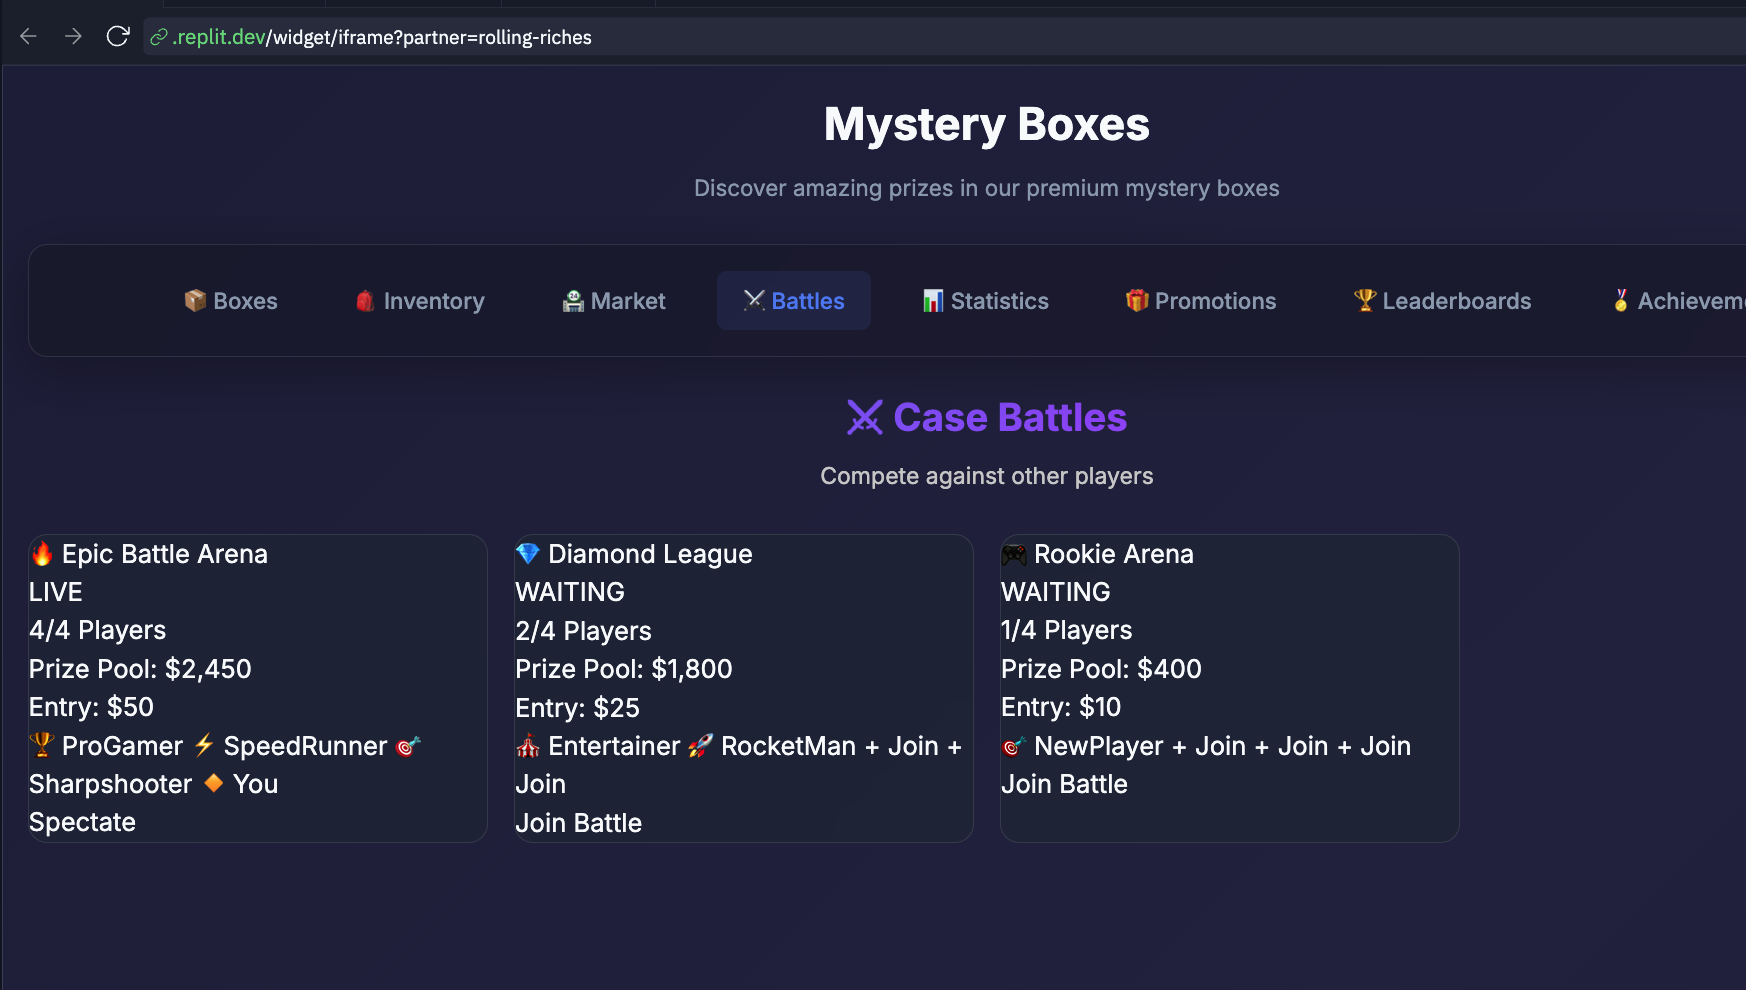 .replit.dev/widget/iframe?partner=rolling-riches
Mystery Boxes
Discover amazing prizes in our premium mystery boxes
📦 Boxes
🎒 Inventory
🏪 Market
⚔ Battles
📊 Statistics
🎁 Promotions
🏆 Leaderboards
🏅 Achievem
⚔ Case Battles
Compete against other players
🔥 Epic Battle Arena
LIVE
4/4 Players
Prize Pool: $2,450
Entry: $50
🏆 ProGamer ⚡ SpeedRunner 🎯
Sharpshooter 🔶 You
Spectate
💎 Diamond League
WAITING
2/4 Players
Prize Pool: $1,800
Entry: $25
🎪 Entertainer 🚀 RocketMan + Join +
Join
Join Battle
🎮 Rookie Arena
WAITING
1/4 Players
Prize Pool: $400
Entry: $10
🎯 NewPlayer + Join + Join + Join
Join Battle